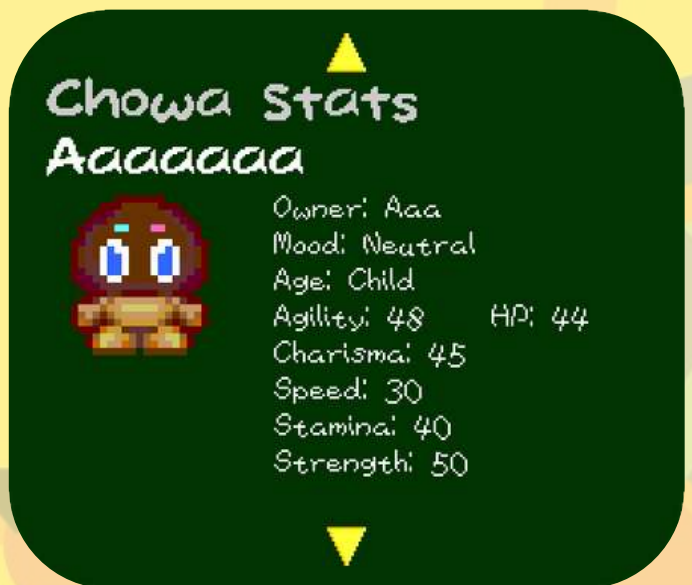 Chowa Stats
Aaaaaaa
Owner: Aaa
Mood: Neutral
Age: Child
Agility: 48 HP: 44
Charisma: 45
Speed: 30
Stamina: 40
Strength: 50